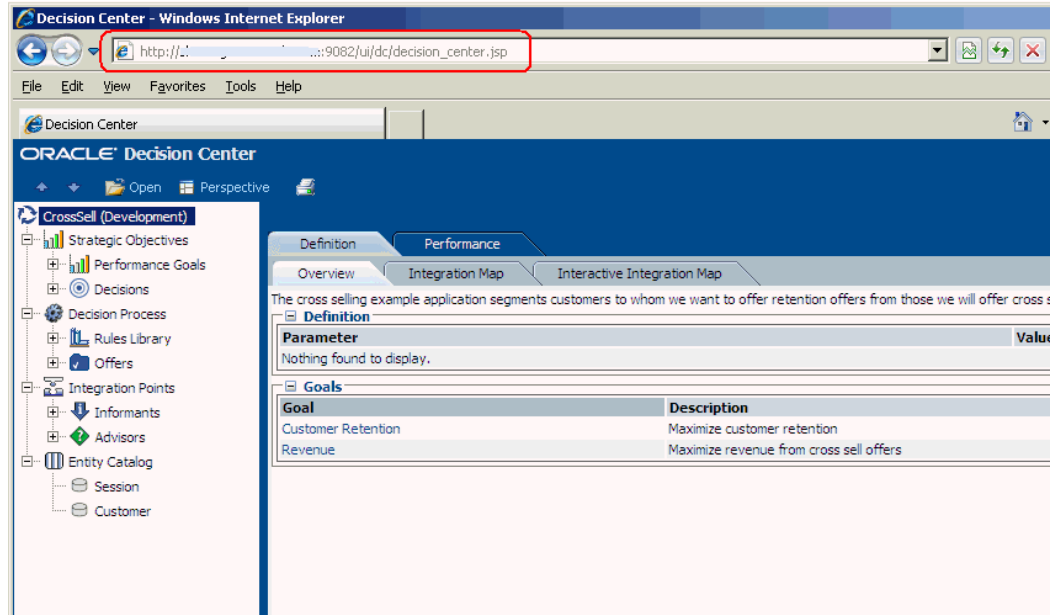 Decision Center - Windows Internet Explorer
http:// :9082/ui/dc/decision_center.jsp
File Edit View Favorites Tools Help
Decision Center
ORACLE Decision Center
Open Perspective
CrossSell (Development)
Strategic Objectives
Performance Goals
Decisions
Decision Process
Rules Library
Offers
Integration Points
Informants
Advisors
Entity Catalog
Session
Customer
Definition Performance
Overview Integration Map Interactive Integration Map
The cross selling example application segments customers to whom we want to offer retention offers from those we will offer cross
Definition
Parameter Value
Nothing found to display.
Goals
Goal Description
Customer Retention Maximize customer retention
Revenue Maximize revenue from cross sell offers